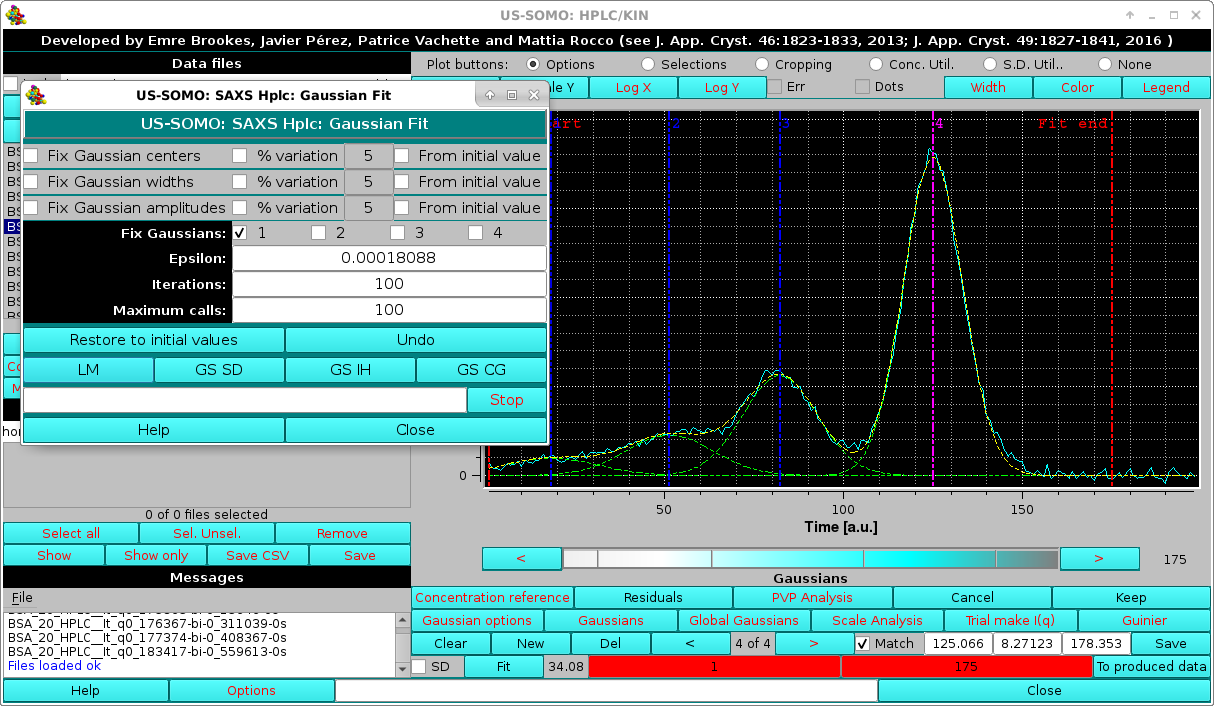 US-SOMO: HPLC/KIN
Developed by Emre Brookes, Javier Pérez, Patrice Vachette and Mattia Rocco (see J. App. Cryst. 46:1823-1833, 2013; J. App. Cryst. 49:1827-1841, 2016 )
Data files
Plot buttons: Options Selections Cropping Conc. Util. S.D. Util.. None
le Y Log X Log Y Err Dots Width Color Legend
US-SOMO: SAXS Hplc: Gaussian Fit
US-SOMO: SAXS Hplc: Gaussian Fit
Fix Gaussian centers % variation 5 From initial value
Fix Gaussian widths % variation 5 From initial value
Fix Gaussian amplitudes % variation 5 From initial value
Fix Gaussians: 1 2 3 4
Epsilon: 0.00018088
Iterations: 100
Maximum calls: 100
Restore to initial values Undo
LM GS SD GS IH GS CG
Stop
Help Close
art 2 3 4 Fit end
0
50 100 150
Time [a.u.]
0 of 0 files selected
Select all Sel. Unsel. Remove
Show Show only Save CSV Save
Messages
File
BSA_20_HPLC__It_q0_176367-bi-0_311039-0s
BSA_20_HPLC__It_q0_177374-bi-0_408367-0s
BSA_20_HPLC__It_q0_183417-bi-0_559613-0s
Files loaded ok
< > 175
Gaussians
Concentration reference Residuals PVP Analysis Cancel Keep
Gaussian options Gaussians Global Gaussians Scale Analysis Trial make I(q) Guinier
Clear New Del < 4 of 4 > Match 125.066 8.27123 178.353 Save
SD Fit 34.08 1 175 To produced data
Help Options Close